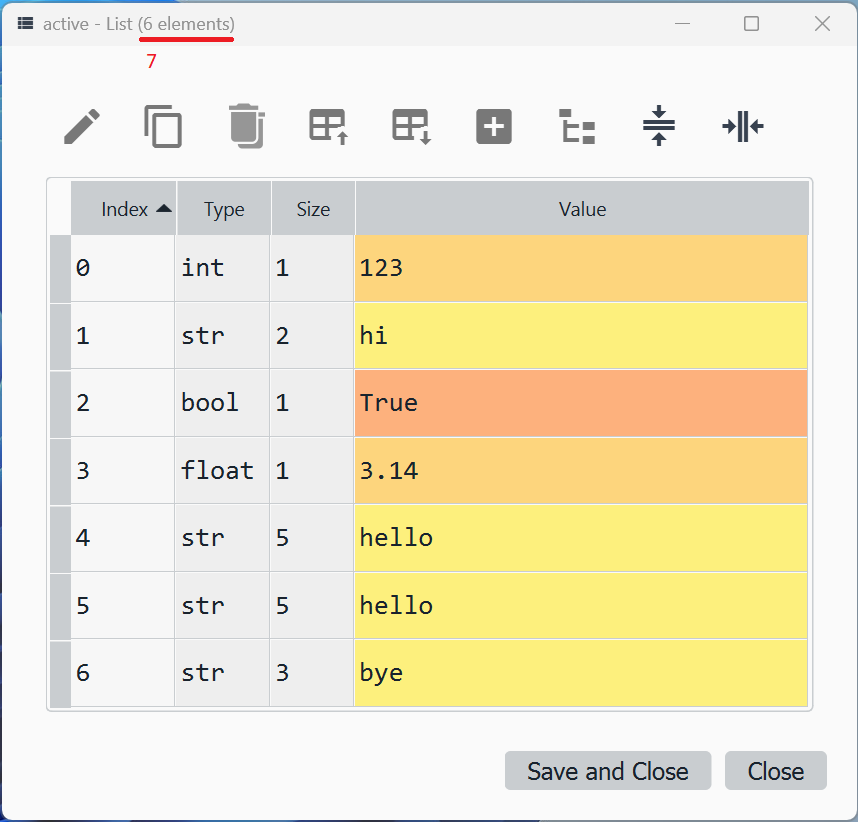 active - List (6 elements)
7
Index Type Size Value
0 int 1 123
1 str 2 hi
2 bool 1 True
3 float 1 3.14
4 str 5 hello
5 str 5 hello
6 str 3 bye
Save and Close Close